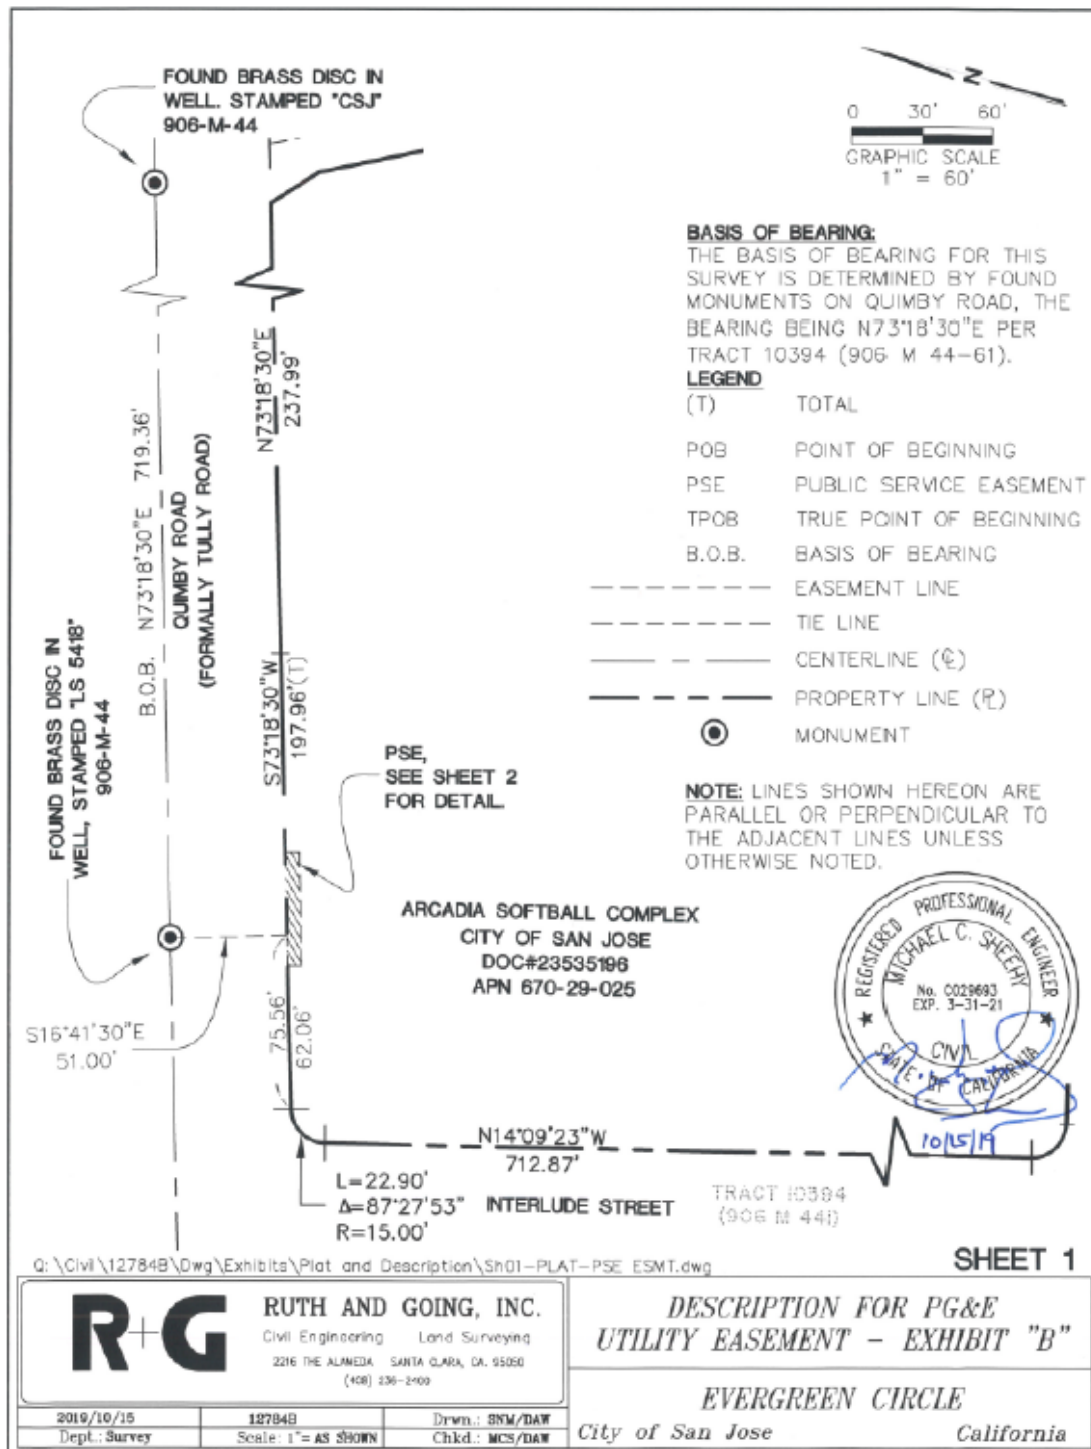 FOUND BRASS DISC IN
WELL. STAMPED "CSJ"
906-M-44
N
0 30' 60'
GRAPHIC SCALE
1" = 60'
BASIS OF BEARING:
THE BASIS OF BEARING FOR THIS
SURVEY IS DETERMINED BY FOUND
MONUMENTS ON QUIMBY ROAD, THE
BEARING BEING N73°18'30"E PER
TRACT 10394 (906 M 44-61).
LEGEND
(T) TOTAL
POB POINT OF BEGINNING
PSE PUBLIC SERVICE EASEMENT
TPOB TRUE POINT OF BEGINNING
B.O.B. BASIS OF BEARING
EASEMENT LINE
TIE LINE
CENTERLINE (℄)
PROPERTY LINE (PL)
MONUMENT
NOTE: LINES SHOWN HEREON ARE
PARALLEL OR PERPENDICULAR TO
THE ADJACENT LINES UNLESS
OTHERWISE NOTED.
N73°18'30"E
237.99'
B.O.B. N73°18'30"E 719.36'
QUIMBY ROAD
(FORMALLY TULLY ROAD)
FOUND BRASS DISC IN
WELL, STAMPED "LS 5418"
906-M-44
S73°18'30"W
197.96'(T)
PSE,
SEE SHEET 2
FOR DETAIL.
ARCADIA SOFTBALL COMPLEX
CITY OF SAN JOSE
DOC#23535196
APN 670-29-025
REGISTERED PROFESSIONAL ENGINEER
MICHAEL C. SHEEHY
No. C029693
EXP. 3-31-21
CIVIL
STATE OF CALIFORNIA
10/15/19
S16°41'30"E
51.00'
75.56'
62.06'
N14°09'23"W
712.87'
L=22.90'
Δ=87°27'53"
R=15.00'
INTERLUDE STREET
TRACT 10394
(906 M 441)
Q:\Civil\12784B\Dwg\Exhibits\Plat and Description\Sh01-PLAT-PSE ESMT.dwg
SHEET 1
R+G
RUTH AND GOING, INC.
Civil Engineering Land Surveying
2216 THE ALAMEDA SANTA CLARA, CA. 95050
(408) 236-2400
2019/10/15 12784B Drwn.: SNM/DAW
Dept.: Survey Scale: 1"= AS SHOWN Chkd.: MCS/DAW
DESCRIPTION FOR PG&E
UTILITY EASEMENT - EXHIBIT "B"
EVERGREEN CIRCLE
City of San Jose California